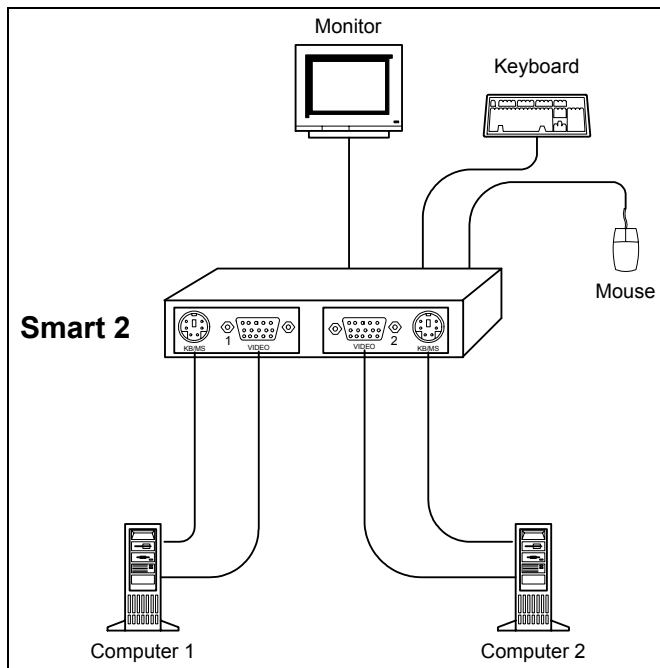 Monitor
Keyboard
Mouse
Smart 2
KB/MS 1 VIDEO VIDEO 2 KB/MS
Computer 1 Computer 2